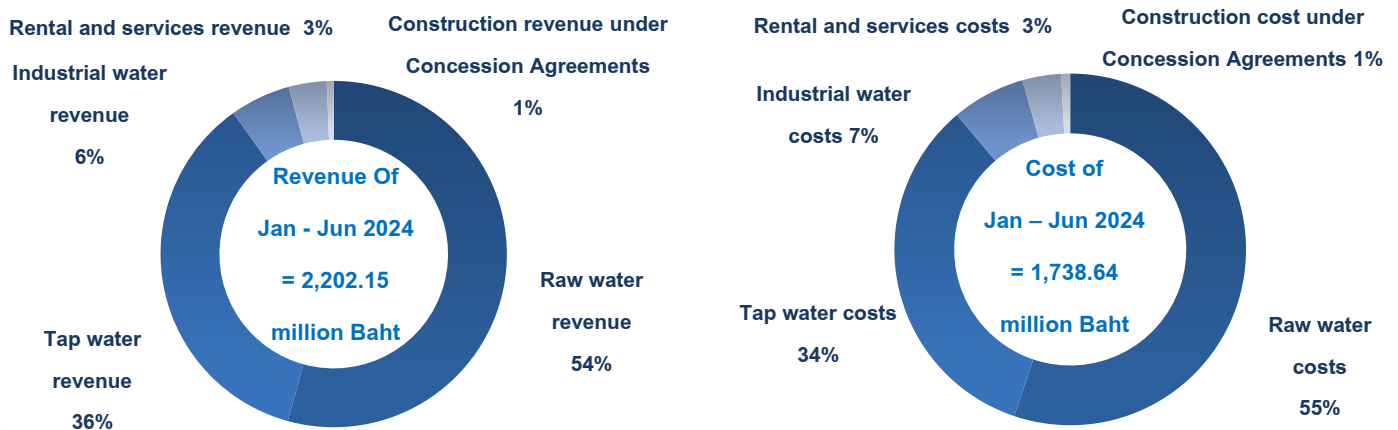 Rental and services revenue 3%
Construction revenue under
Concession Agreements
1%
Industrial water
revenue
6%
Revenue Of
Jan - Jun 2024
= 2,202.15
million Baht
Raw water
revenue
54%
Tap water
revenue
36%
Rental and services costs 3%
Construction cost under
Concession Agreements 1%
Industrial water
costs 7%
Cost of
Jan – Jun 2024
= 1,738.64
million Baht
Tap water costs
34%
Raw water
costs
55%